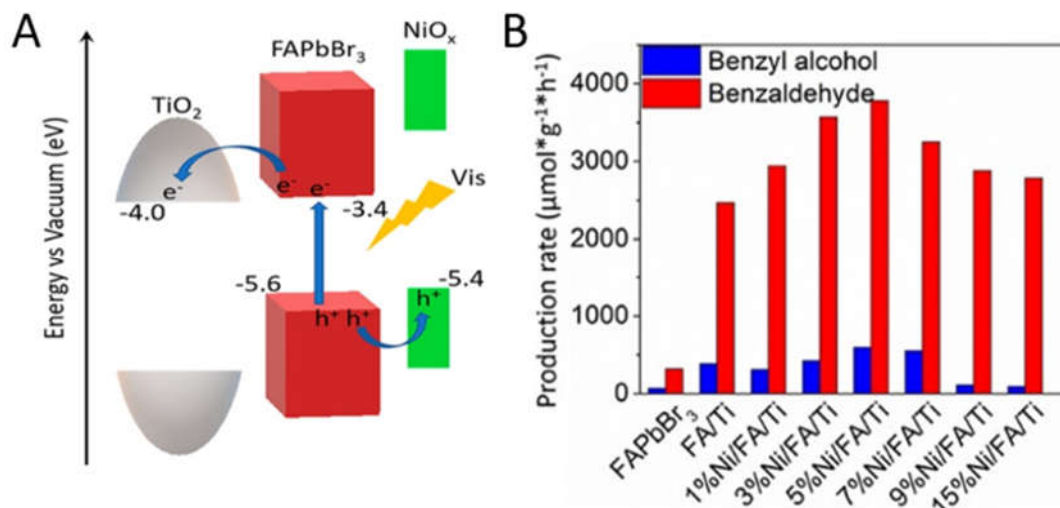 A
Energy vs Vacuum (eV)
TiO₂
FAPbBr₃
NiOₓ
e⁻
e⁻
e⁻
-4.0
-3.4
Vis
-5.6
-5.4
h⁺ h⁺
h⁺
B
Production rate (μmol*g⁻¹*h⁻¹)
Benzyl alcohol
Benzaldehyde
4000
3000
2000
1000
0
FAPbBr₃
FA/Ti
1%Ni/FA/Ti
3%Ni/FA/Ti
5%Ni/FA/Ti
7%Ni/FA/Ti
9%Ni/FA/Ti
15%Ni/FA/Ti